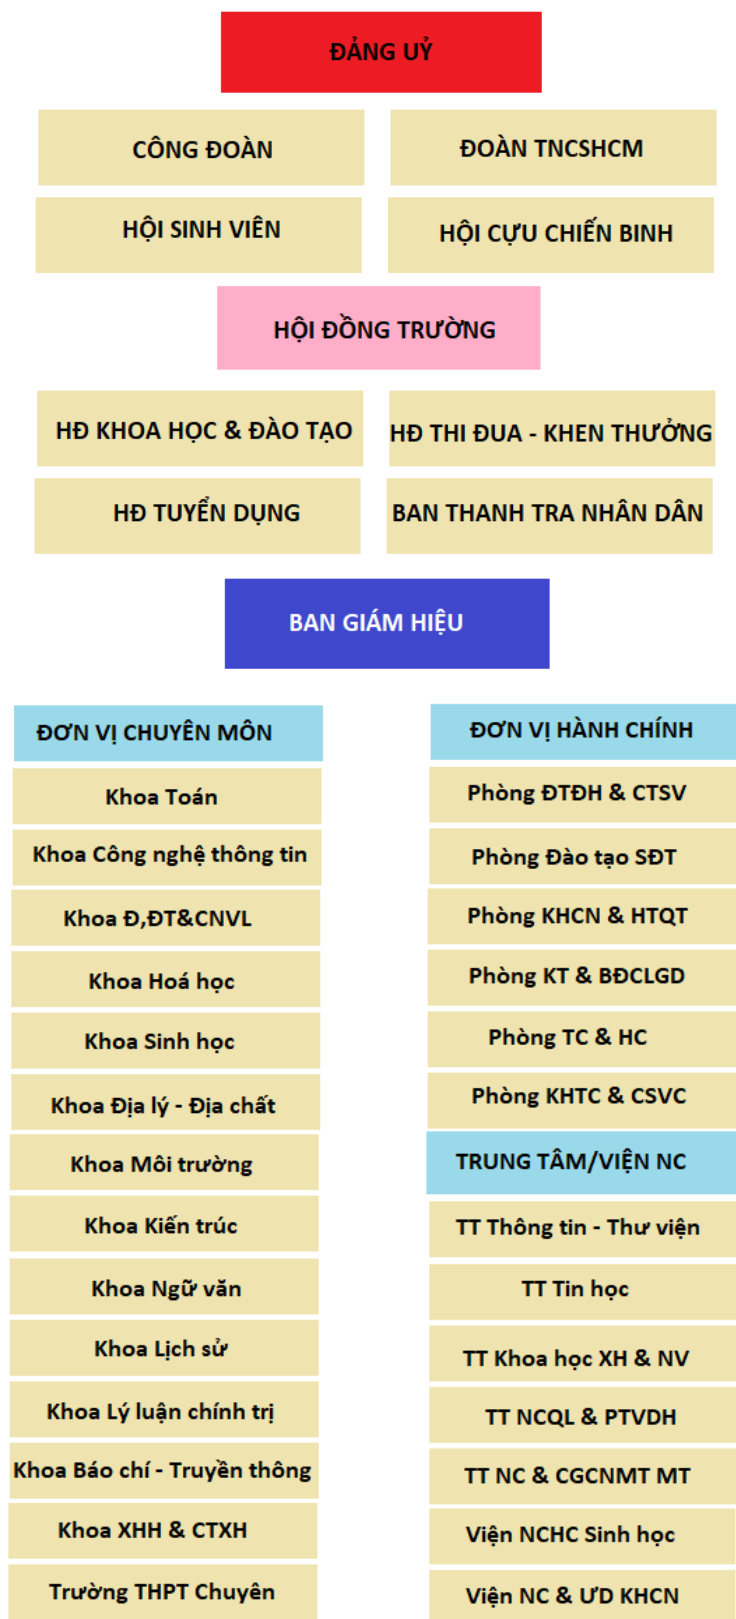 ĐẢNG UỶ
CÔNG ĐOÀN
ĐOÀN TNCSHCM
HỘI SINH VIÊN
HỘI CỰU CHIẾN BINH
HỘI ĐỒNG TRƯỜNG
HĐ KHOA HỌC & ĐÀO TẠO
HĐ THI ĐUA - KHEN THƯỞNG
HĐ TUYỂN DỤNG
BAN THANH TRA NHÂN DÂN
BAN GIÁM HIỆU
ĐƠN VỊ CHUYÊN MÔN
Khoa Toán
Khoa Công nghệ thông tin
Khoa Đ,ĐT&CNVL
Khoa Hoá học
Khoa Sinh học
Khoa Địa lý - Địa chất
Khoa Môi trường
Khoa Kiến trúc
Khoa Ngữ văn
Khoa Lịch sử
Khoa Lý luận chính trị
Khoa Báo chí - Truyền thông
Khoa XHH & CTXH
Trường THPT Chuyên
ĐƠN VỊ HÀNH CHÍNH
Phòng ĐTĐH & CTSV
Phòng Đào tạo SĐT
Phòng KHCN & HTQT
Phòng KT & BĐCLGD
Phòng TC & HC
Phòng KHTC & CSVC
TRUNG TÂM/VIỆN NC
TT Thông tin - Thư viện
TT Tin học
TT Khoa học XH & NV
TT NCQL & PTVDH
TT NC & CGCNMT MT
Viện NCHC Sinh học
Viện NC & ƯD KHCN